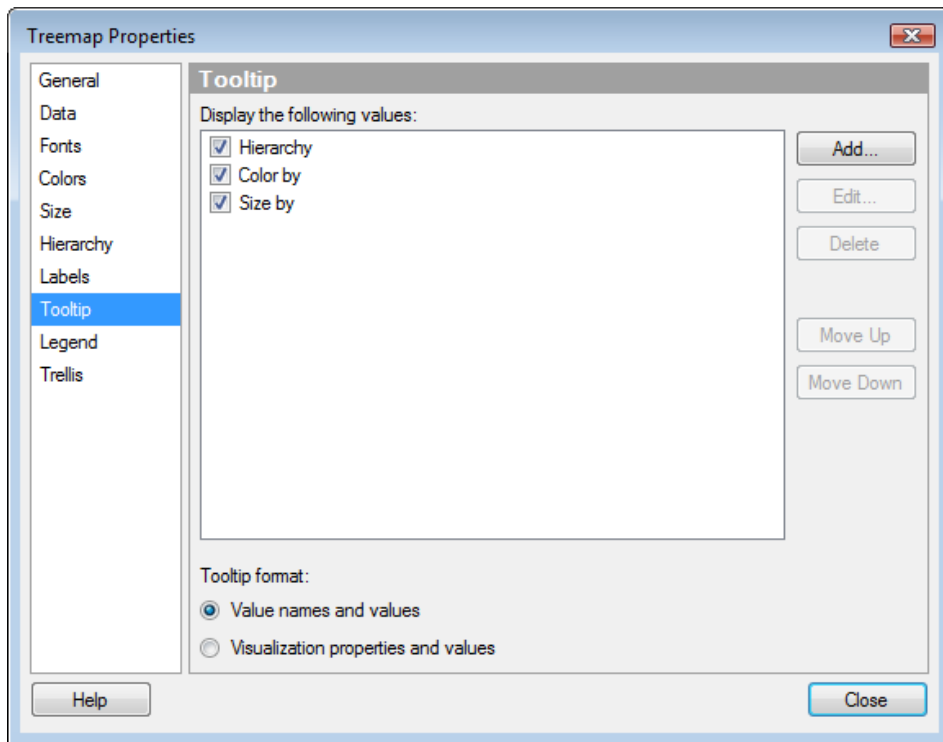 Treemap Properties
General
Data
Fonts
Colors
Size
Hierarchy
Labels
Tooltip
Legend
Trellis
Tooltip
Display the following values:
Hierarchy
Color by
Size by
Add...
Edit...
Delete
Move Up
Move Down
Tooltip format:
Value names and values
Visualization properties and values
Help
Close